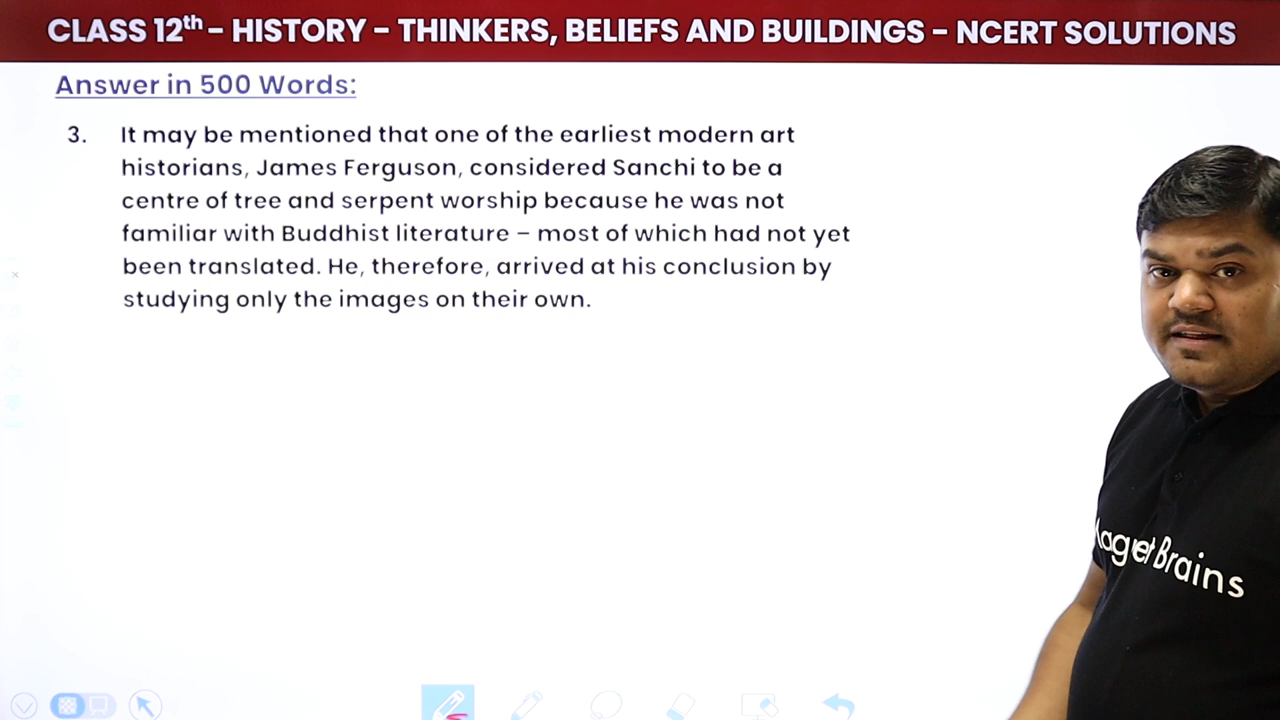 CLASS 12th – HISTORY – THINKERS, BELIEFS AND BUILDINGS – NCERT SOLUTIONS
Answer in 500 Words:
3. It may be mentioned that one of the earliest modern art
historians, James Ferguson, considered Sanchi to be a
centre of tree and serpent worship because he was not
familiar with Buddhist literature – most of which had not yet
been translated. He, therefore, arrived at his conclusion by
studying only the images on their own.
Magnet Brains